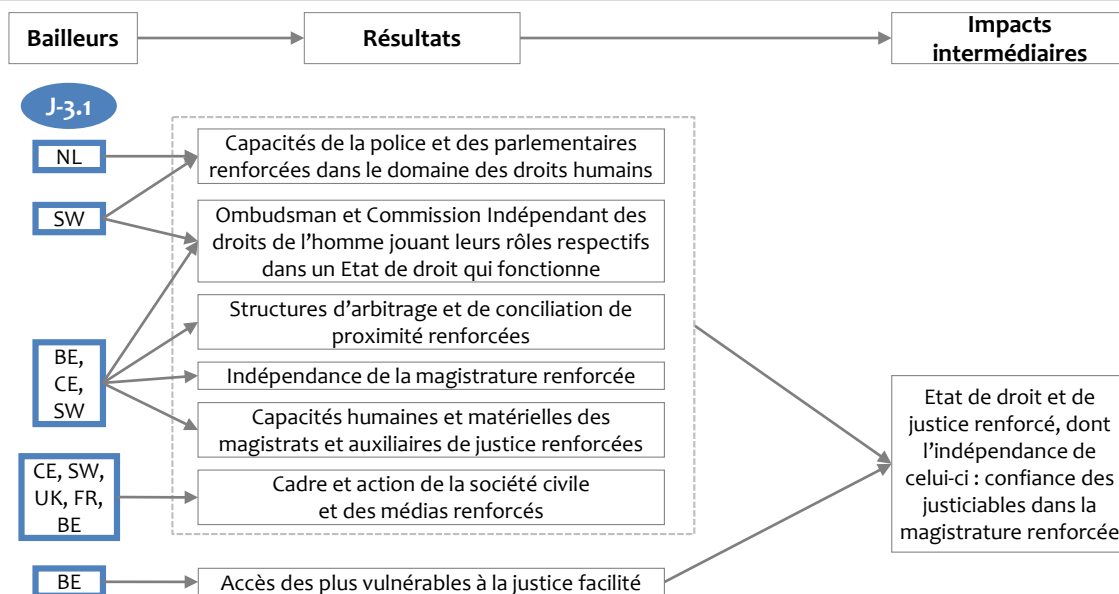 Bailleurs
Résultats
Impacts
intermédiaires
J-3.1
NL
Capacités de la police et des parlementaires
renforcées dans le domaine des droits humains
SW
Ombudsman et Commission Indépendant des
droits de l'homme jouant leurs rôles respectifs
dans un Etat de droit qui fonctionne
Structures d'arbitrage et de conciliation de
proximité renforcées
BE,
CE,
SW
Indépendance de la magistrature renforcée
Capacités humaines et matérielles des
magistrats et auxiliaires de justice renforcées
Etat de droit et de
justice renforcé, dont
l'indépendance de
celui-ci : confiance des
justiciables dans la
magistrature renforcée
CE, SW,
UK, FR,
BE
Cadre et action de la société civile
et des médias renforcés
BE
Accès des plus vulnérables à la justice facilité